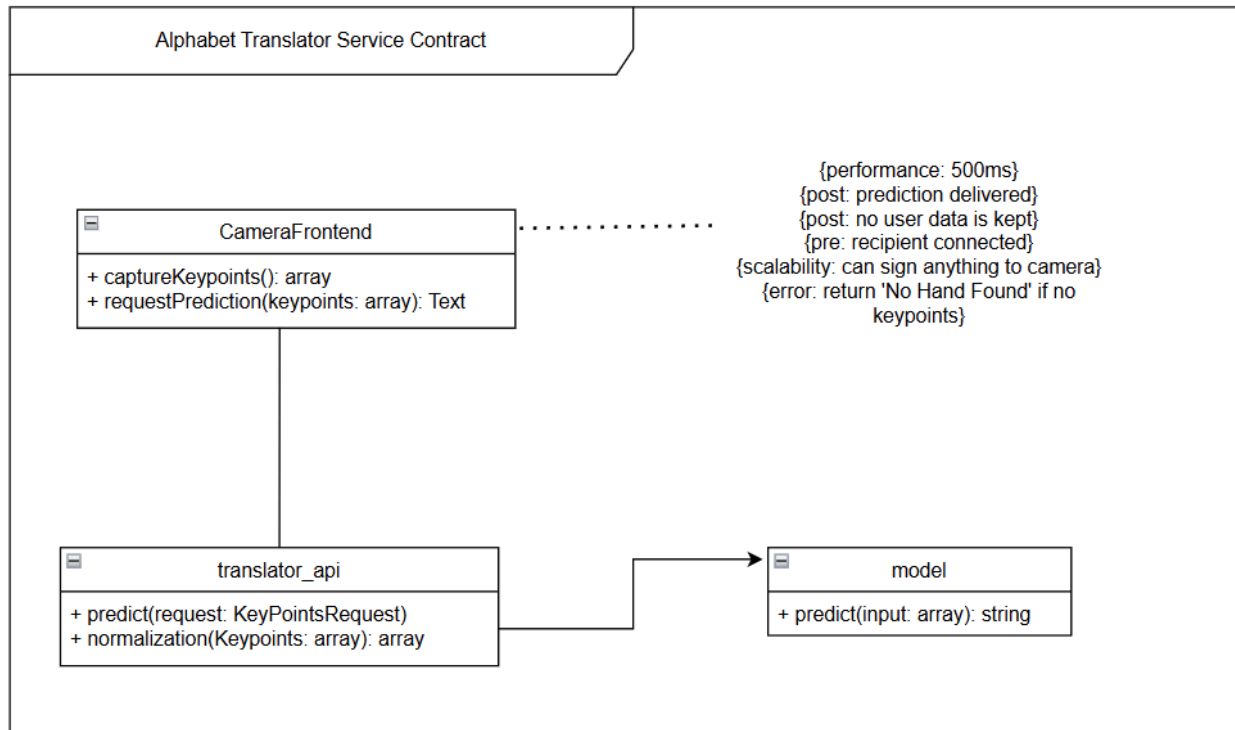 Alphabet Translator Service Contract
{performance: 500ms}
{post: prediction delivered}
{post: no user data is kept}
{pre: recipient connected}
{scalability: can sign anything to camera}
{error: return 'No Hand Found' if no
keypoints}
CameraFrontend
+ captureKeypoints(): array
+ requestPrediction(keypoints: array): Text
translator_api
+ predict(request: KeyPointsRequest)
+ normalization(Keypoints: array): array
model
+ predict(input: array): string